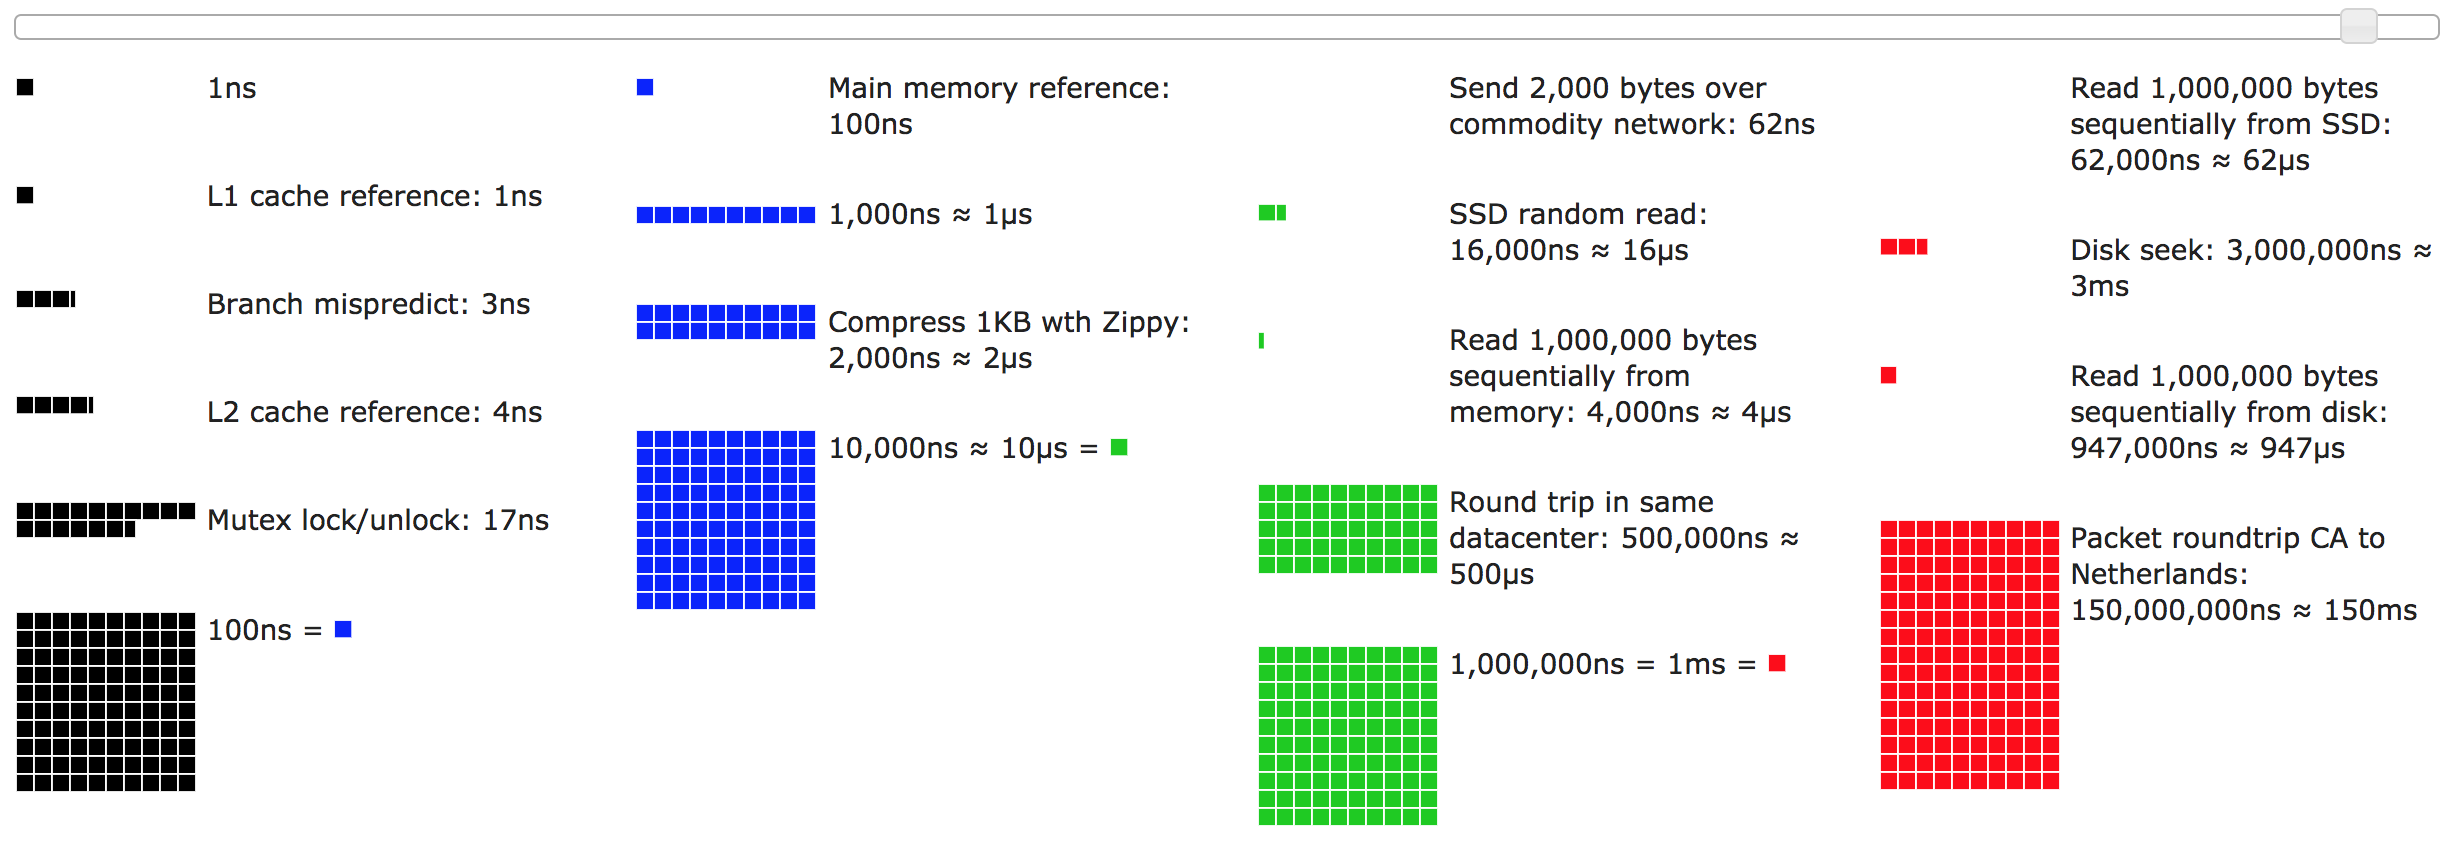 1ns
L1 cache reference: 1ns
Branch mispredict: 3ns
L2 cache reference: 4ns
Mutex lock/unlock: 17ns
100ns =
Main memory reference:
100ns
1,000ns ≈ 1μs
Compress 1KB wth Zippy:
2,000ns ≈ 2μs
10,000ns ≈ 10μs =
Send 2,000 bytes over
commodity network: 62ns
SSD random read:
16,000ns ≈ 16μs
Read 1,000,000 bytes
sequentially from
memory: 4,000ns ≈ 4μs
Round trip in same
datacenter: 500,000ns ≈
500μs
1,000,000ns = 1ms =
Read 1,000,000 bytes
sequentially from SSD:
62,000ns ≈ 62μs
Disk seek: 3,000,000ns ≈
3ms
Read 1,000,000 bytes
sequentially from disk:
947,000ns ≈ 947μs
Packet roundtrip CA to
Netherlands:
150,000,000ns ≈ 150ms